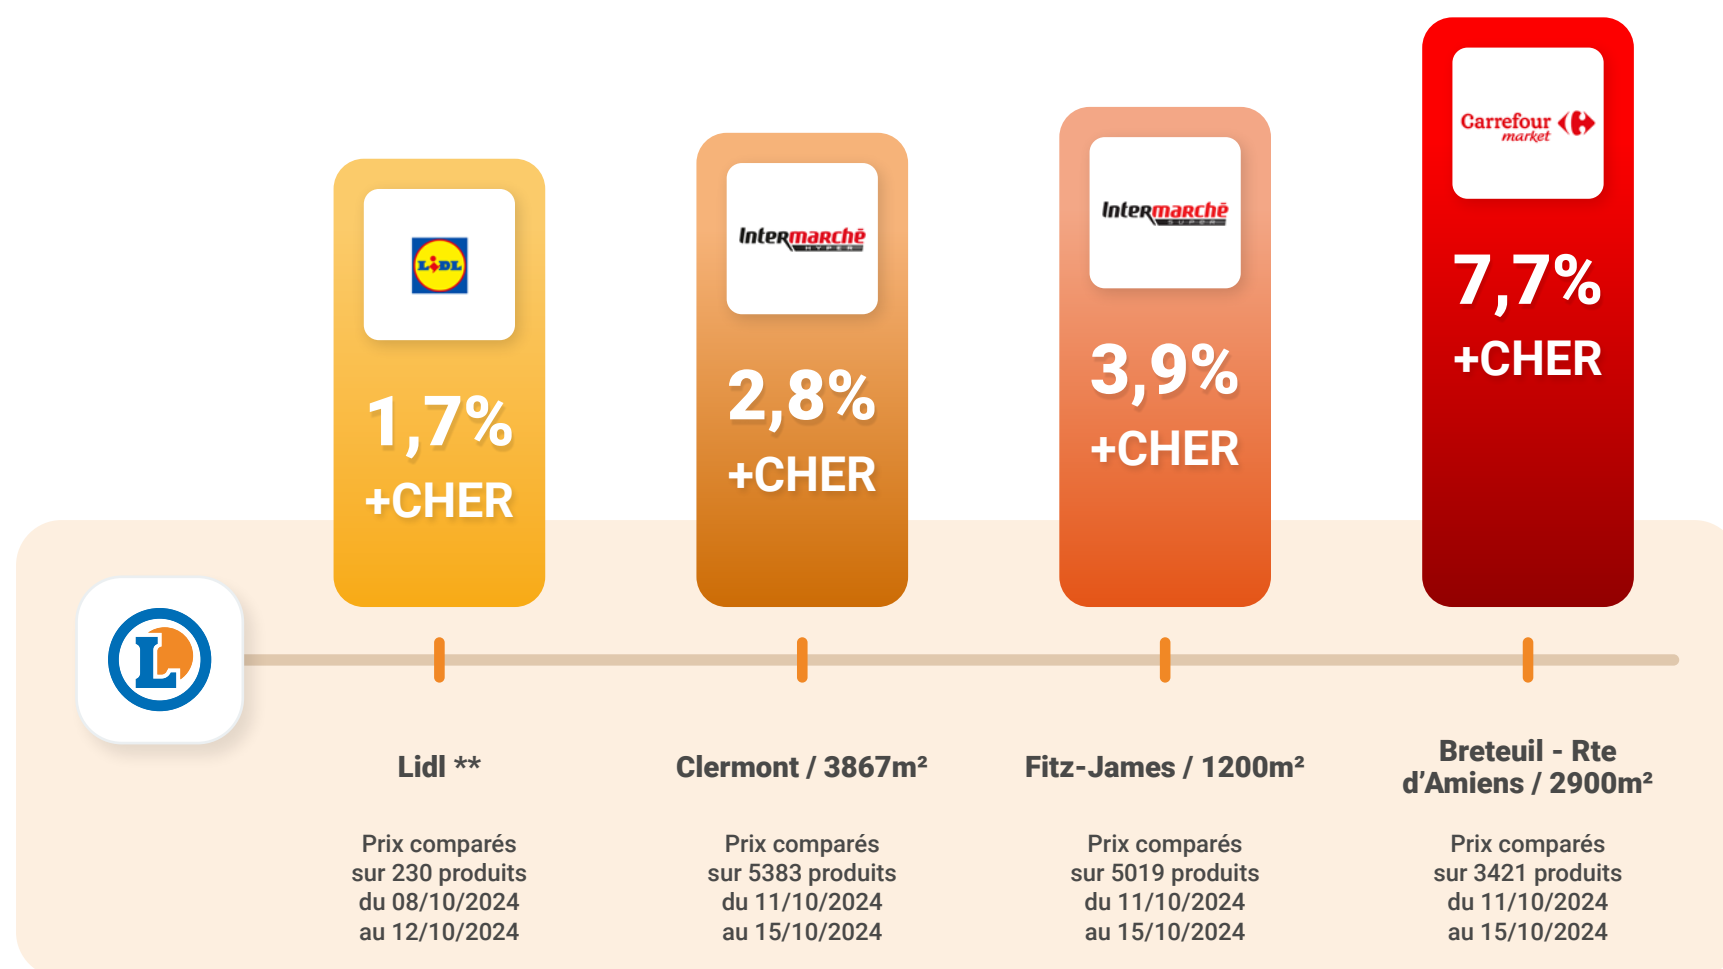 LIDL
1,7%
+CHER
Intermarchē
HYPER
2,8%
+CHER
Intermarchē
SUPER
3,9%
+CHER
Carrefour
market
7,7%
+CHER
L
Lidl **
Prix comparés
sur 230 produits
du 08/10/2024
au 12/10/2024
Clermont / 3867m²
Prix comparés
sur 5383 produits
du 11/10/2024
au 15/10/2024
Fitz-James / 1200m²
Prix comparés
sur 5019 produits
du 11/10/2024
au 15/10/2024
Breteuil - Rte
d’Amiens / 2900m²
Prix comparés
sur 3421 produits
du 11/10/2024
au 15/10/2024